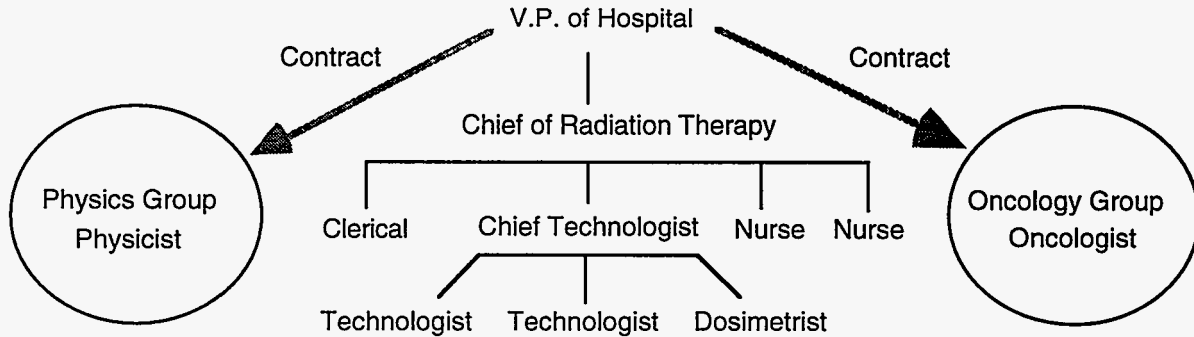 V.P. of Hospital
Contract
Contract
Chief of Radiation Therapy
Physics Group
Physicist
Oncology Group
Oncologist
Clerical
Chief Technologist
Nurse
Nurse
Technologist
Technologist
Dosimetrist